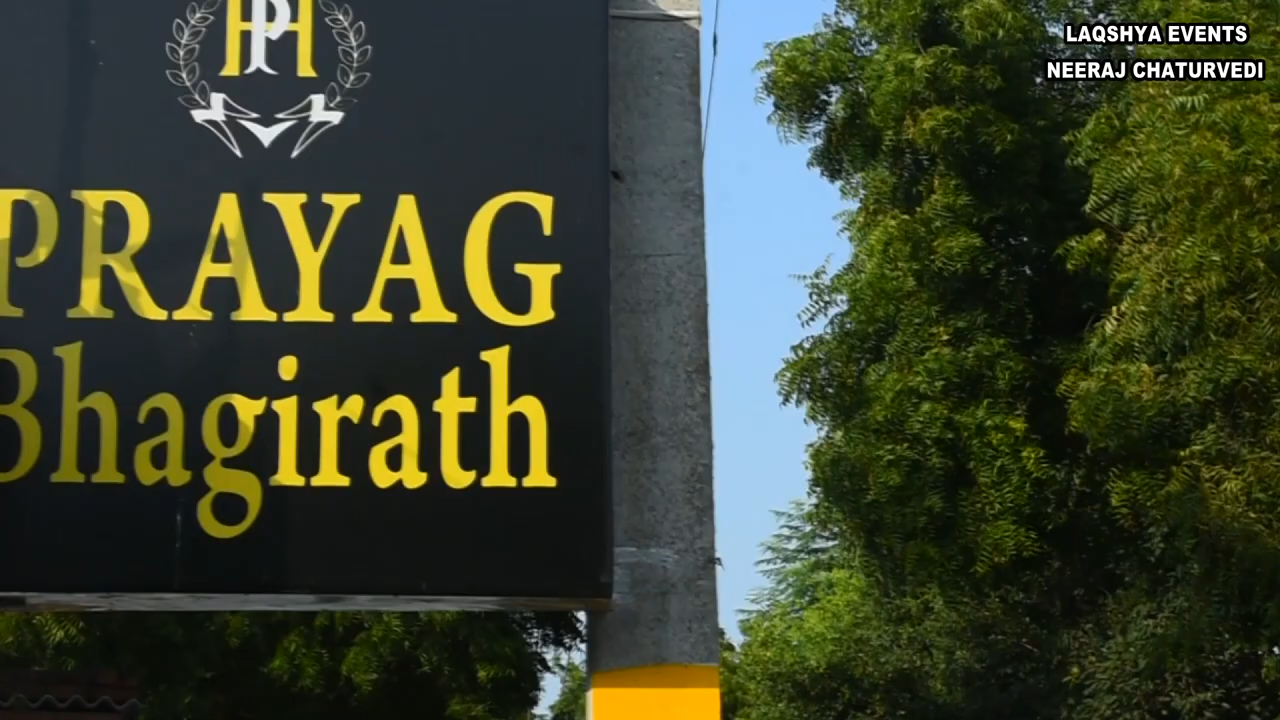 LAQSHYA EVENTS
NEERAJ CHATURVEDI
PH
PRAYAG
Bhagirath